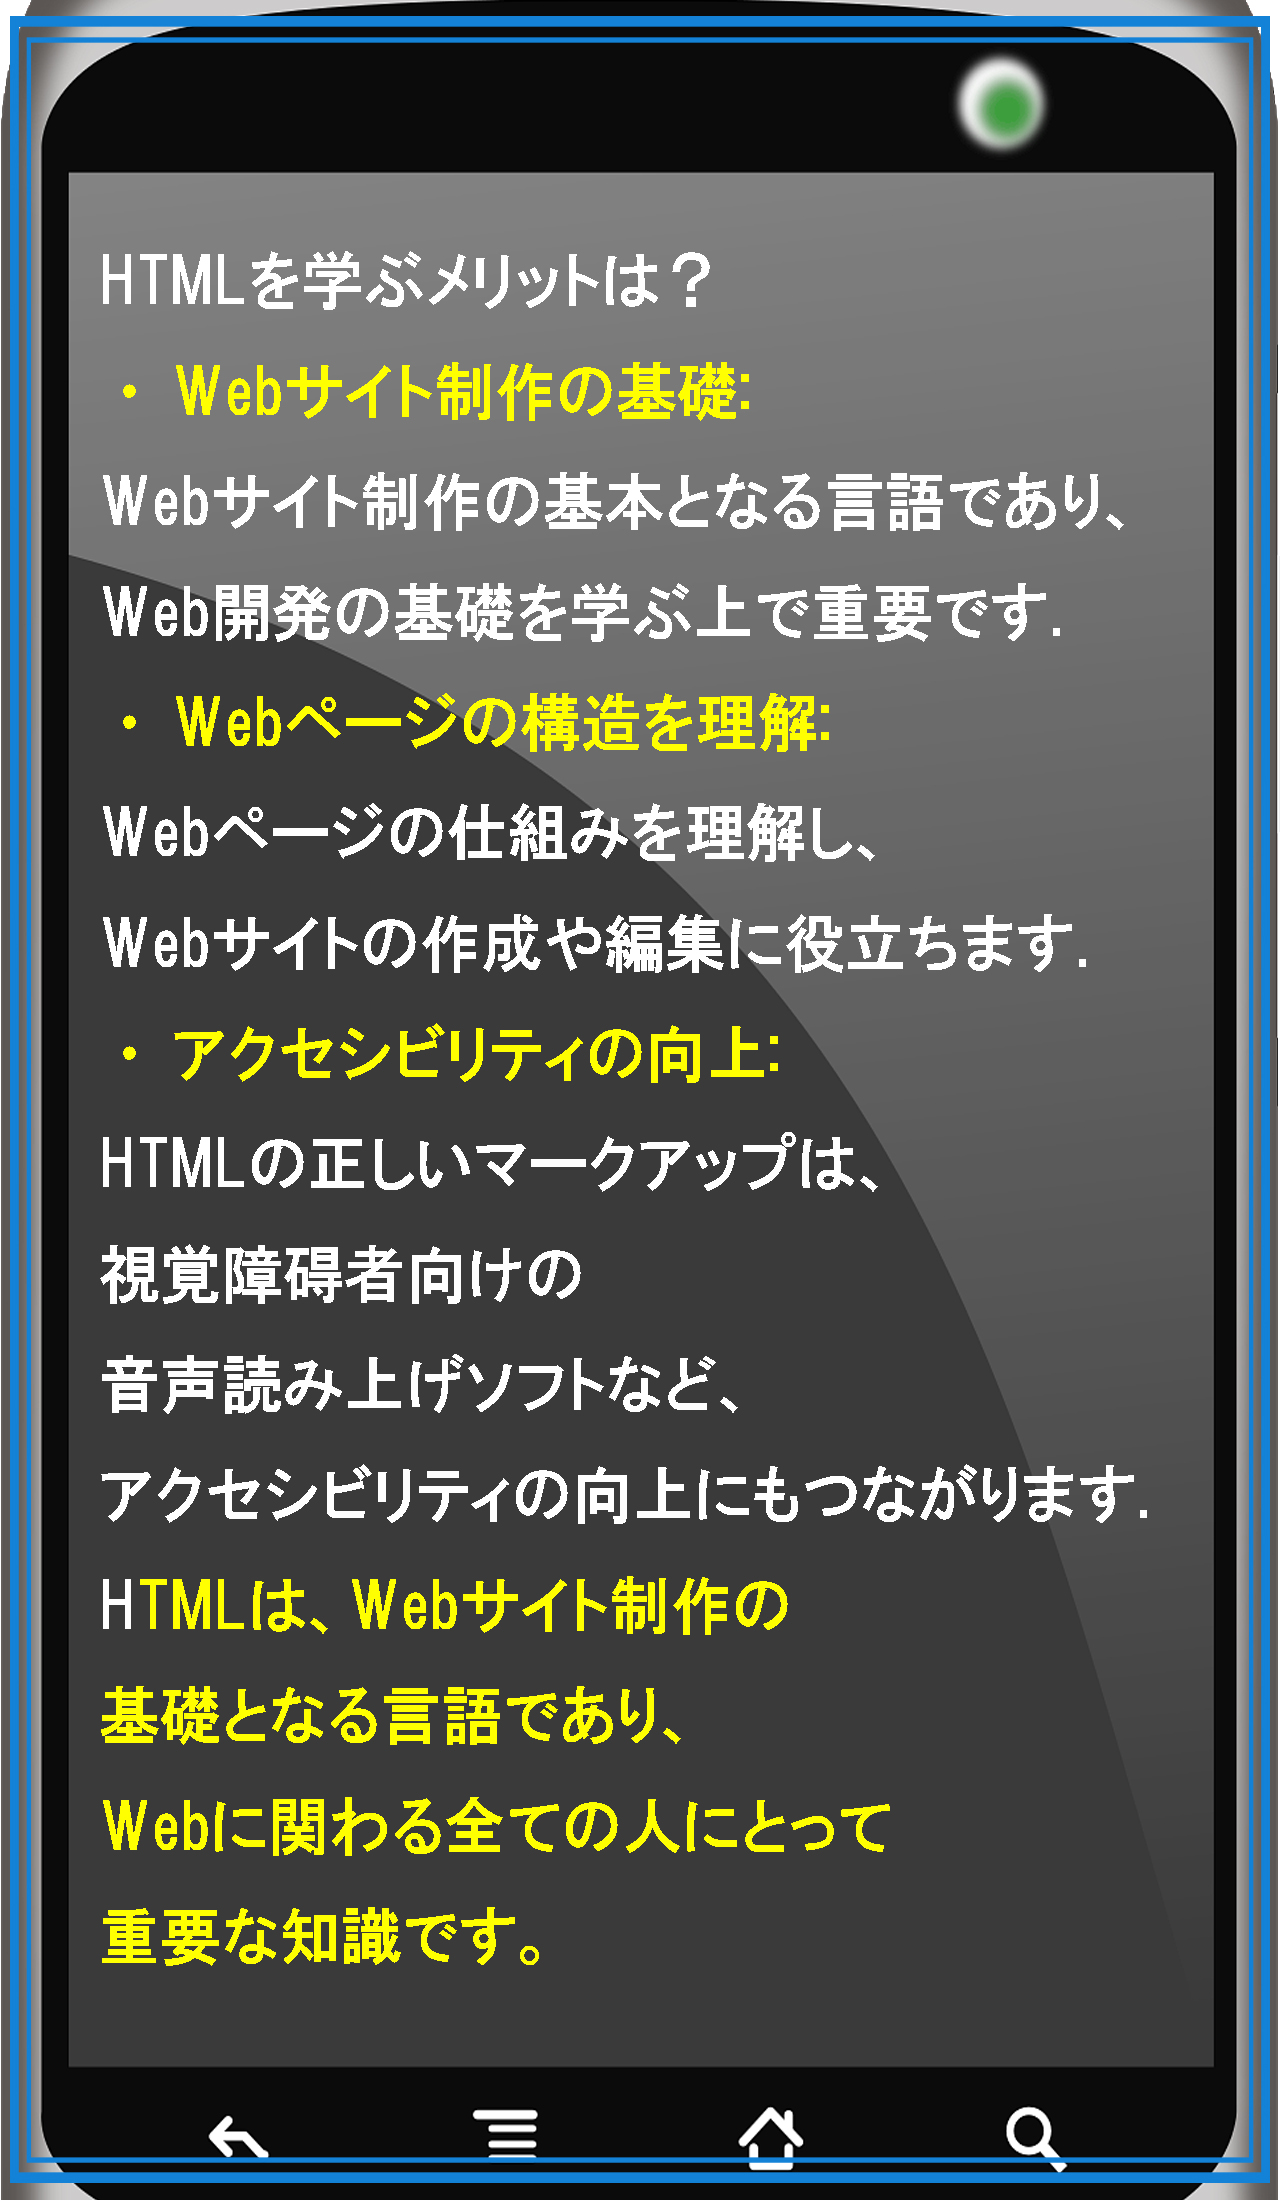 HTMLを学ぶメリットは？
・ Webサイト制作の基礎:
Webサイト制作の基本となる言語であり、
Web開発の基礎を学ぶ上で重要です.
・ Webページの構造を理解:
Webページの仕組みを理解し、
Webサイトの作成や編集に役立ちます.
・ アクセシビリティの向上:
HTMLの正しいマークアップは、
視覚障碍者向けの
音声読み上げソフトなど、
アクセシビリティの向上にもつながります.
HTMLは、Webサイト制作の
基礎となる言語であり、
Webに関わる全ての人にとって
重要な知識です。